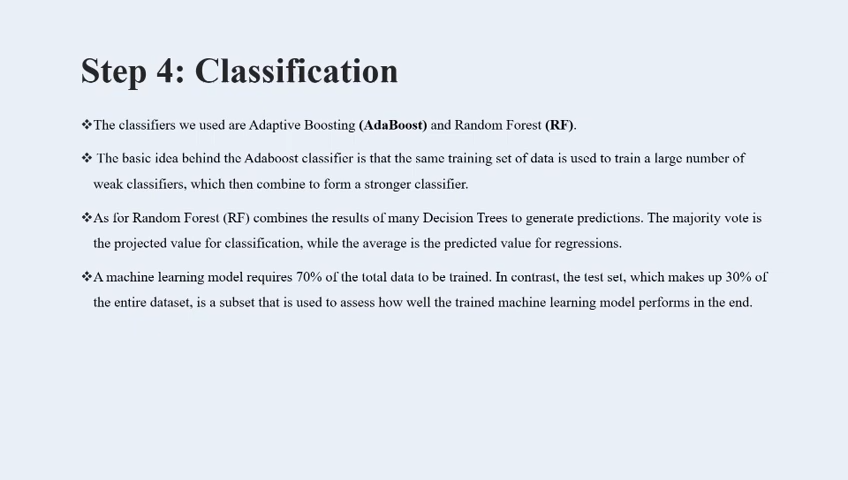 Step 4: Classification
❖The classifiers we used are Adaptive Boosting (AdaBoost) and Random Forest (RF).
❖ The basic idea behind the Adaboost classifier is that the same training set of data is used to train a large number of
weak classifiers, which then combine to form a stronger classifier.
❖As for Random Forest (RF) combines the results of many Decision Trees to generate predictions. The majority vote is
the projected value for classification, while the average is the predicted value for regressions.
❖A machine learning model requires 70% of the total data to be trained. In contrast, the test set, which makes up 30% of
the entire dataset, is a subset that is used to assess how well the trained machine learning model performs in the end.